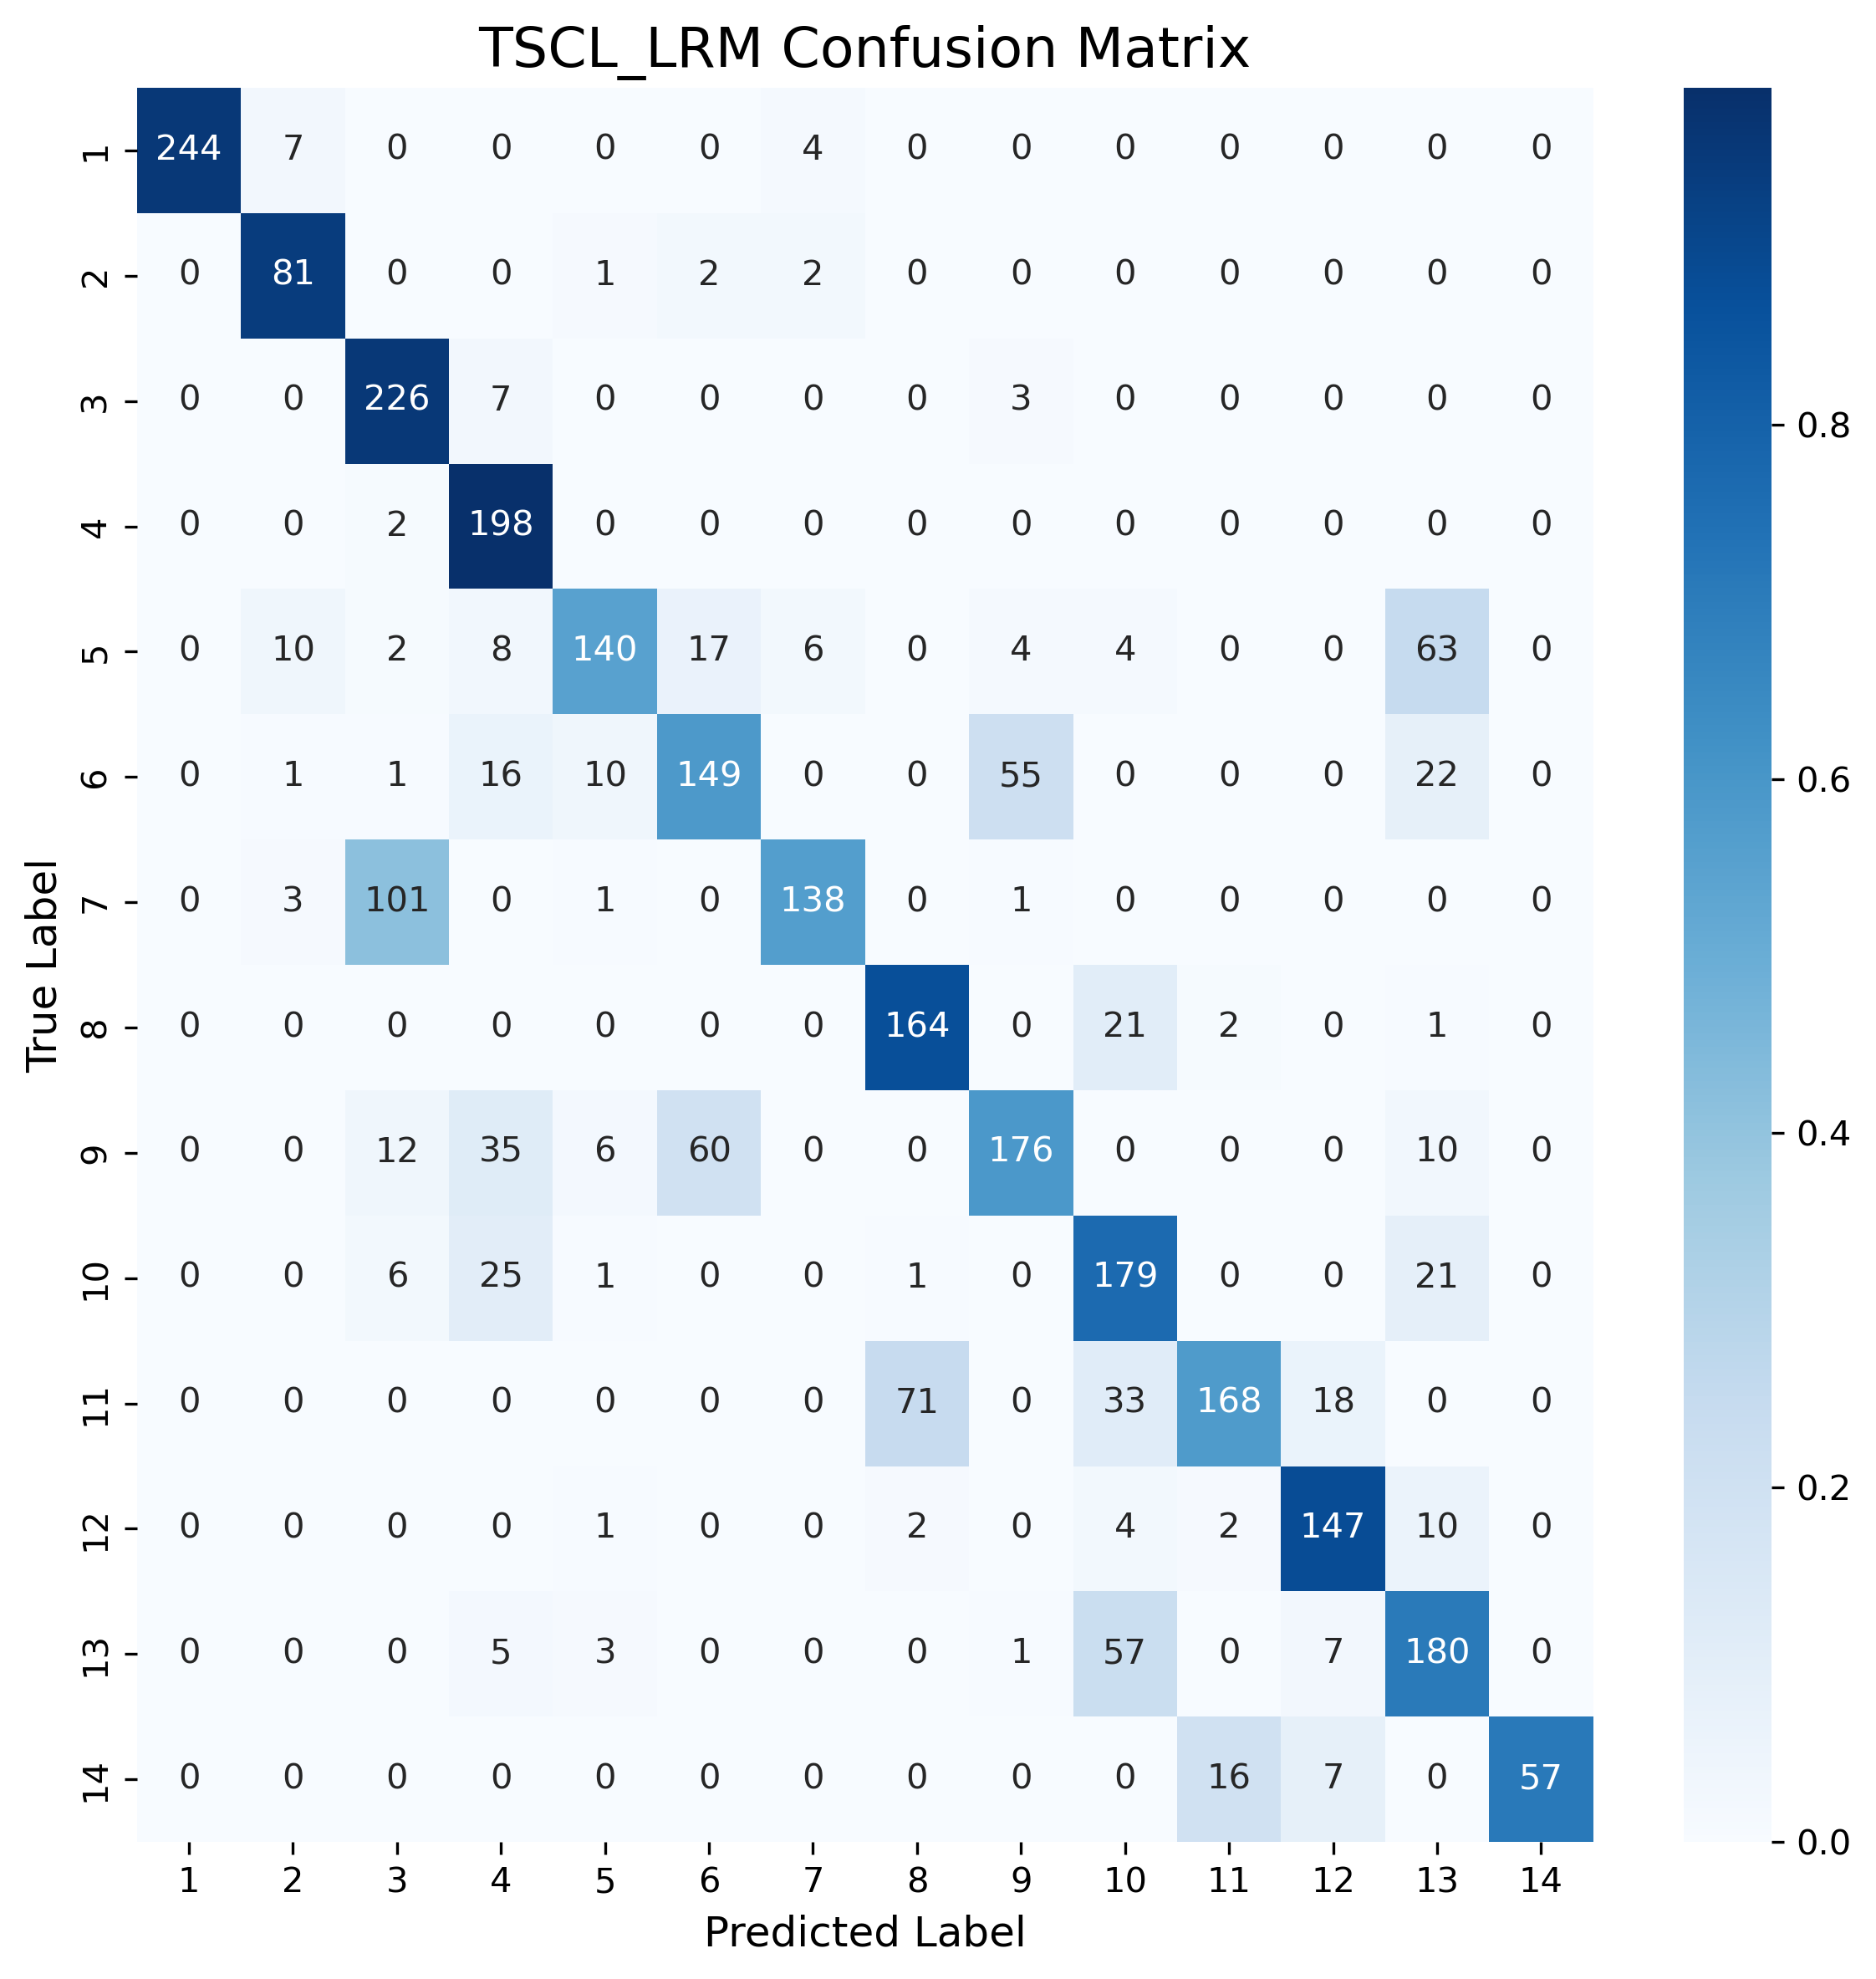 TSCL_LRM Confusion Matrix
1 244 7 0 0 0 0 4 0 0 0 0 0 0 0
2 0 81 0 0 1 2 2 0 0 0 0 0 0 0
3 0 0 226 7 0 0 0 0 3 0 0 0 0 0
4 0 0 2 198 0 0 0 0 0 0 0 0 0 0
5 0 10 2 8 140 17 6 0 4 4 0 0 63 0
6 0 1 1 16 10 149 0 0 55 0 0 0 22 0
7 0 3 101 0 1 0 138 0 1 0 0 0 0 0
8 0 0 0 0 0 0 0 164 0 21 2 0 1 0
9 0 0 12 35 6 60 0 0 176 0 0 0 10 0
10 0 0 6 25 1 0 0 1 0 179 0 0 21 0
11 0 0 0 0 0 0 0 71 0 33 168 18 0 0
12 0 0 0 0 1 0 0 2 0 4 2 147 10 0
13 0 0 0 5 3 0 0 0 1 57 0 7 180 0
14 0 0 0 0 0 0 0 0 0 0 16 7 0 57
1 2 3 4 5 6 7 8 9 10 11 12 13 14
Predicted Label
True Label
0.8
0.6
0.4
0.2
0.0